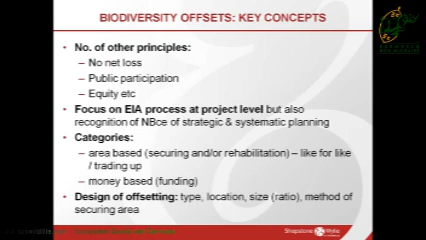 BIODIVERSITY OFFSETS: KEY CONCEPTS
• No. of other principles:
– No net loss
– Public participation
– Equity etc
• Focus on EIA process at project level but also
recognition of NBce of strategic & systematic planning
• Categories:
– area based (securing and/or rehabilitation) – like for like
/ trading up
– money based (funding)
• Design of offsetting: type, location, size (ratio), method of
securing area
Shepstone & Wylie